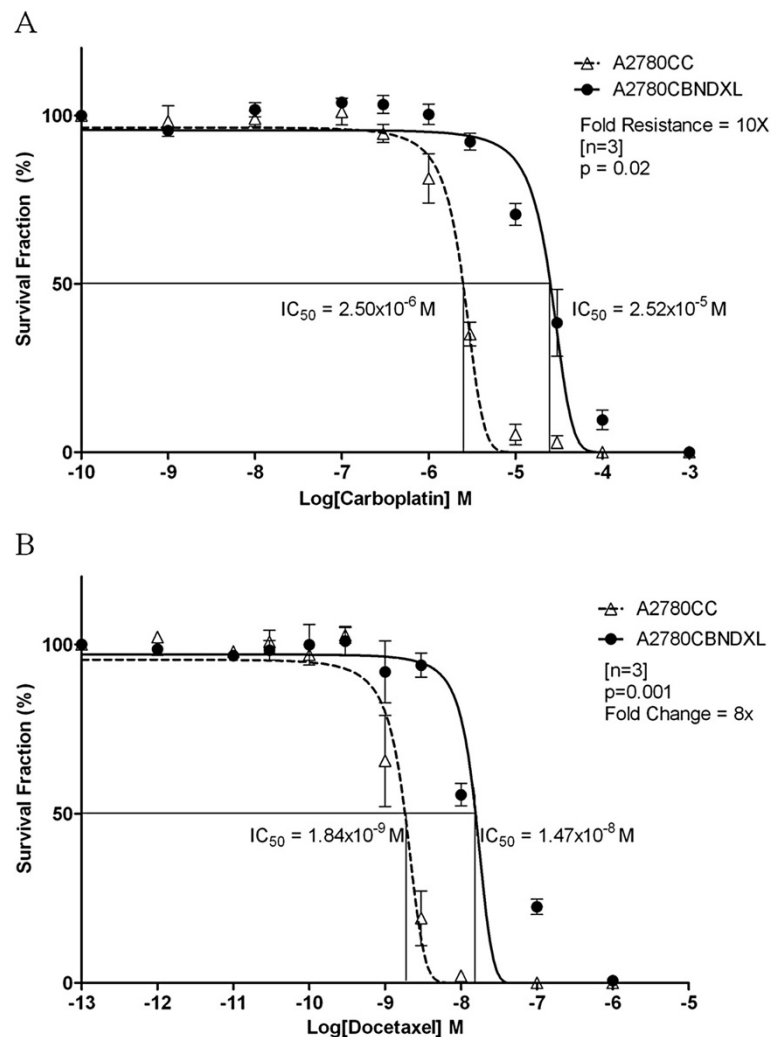 A
A2780CC
A2780CBNDXL
Fold Resistance = 10X
[n=3]
p = 0.02
Survival Fraction (%)
100
50
0
IC50 = 2.50x10-6 M
IC50 = 2.52x10-5 M
-10 -9 -8 -7 -6 -5 -4 -3
Log[Carboplatin] M
B
A2780CC
A2780CBNDXL
[n=3]
p=0.001
Fold Change = 8x
Survival Fraction (%)
100
50
0
IC50 = 1.84x10-9 M
IC50 = 1.47x10-8 M
-13 -12 -11 -10 -9 -8 -7 -6 -5
Log[Docetaxel] M